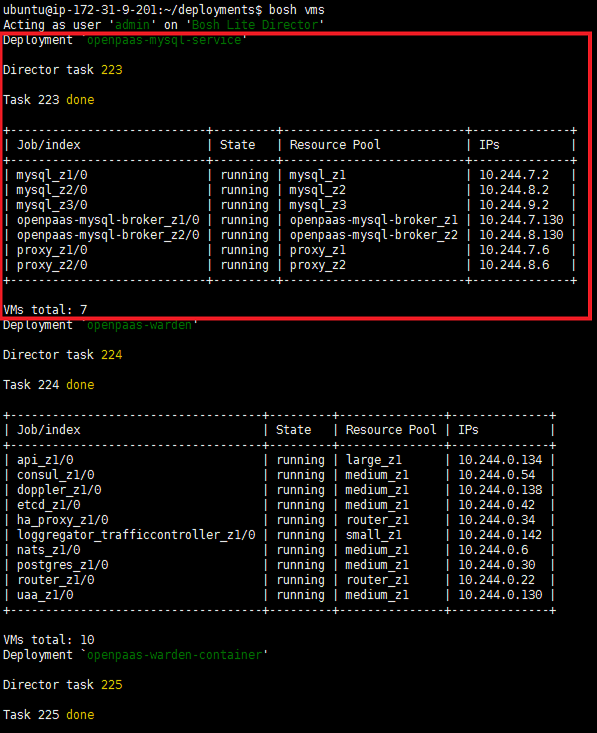 ubuntu@ip-172-31-9-201:~/deployments$ bosh vms
Acting as user 'admin' on 'Bosh Lite Director'
Deployment `openpaas-mysql-service'
Director task 223
Task 223 done
+---------------------------+---------+--------------------------+--------------+
| Job/index                 | State   | Resource Pool            | IPs          |
+---------------------------+---------+--------------------------+--------------+
| mysql_z1/0                | running | mysql_z1                 | 10.244.7.2   |
| mysql_z2/0                | running | mysql_z2                 | 10.244.8.2   |
| mysql_z3/0                | running | mysql_z3                 | 10.244.9.2   |
| openpaas-mysql-broker_z1/0 | running | openpaas-mysql-broker_z1 | 10.244.7.130 |
| openpaas-mysql-broker_z2/0 | running | openpaas-mysql-broker_z2 | 10.244.8.130 |
| proxy_z1/0                | running | proxy_z1                 | 10.244.7.6   |
| proxy_z2/0                | running | proxy_z2                 | 10.244.8.6   |
+---------------------------+---------+--------------------------+--------------+
VMs total: 7
Deployment `openpaas-warden'
Director task 224
Task 224 done
+-----------------------------------+---------+---------------+--------------+
| Job/index                         | State   | Resource Pool | IPs          |
+-----------------------------------+---------+---------------+--------------+
| api_z1/0                          | running | large_z1      | 10.244.0.134 |
| consul_z1/0                       | running | medium_z1     | 10.244.0.54  |
| doppler_z1/0                      | running | medium_z1     | 10.244.0.138 |
| etcd_z1/0                         | running | medium_z1     | 10.244.0.42  |
| ha_proxy_z1/0                     | running | router_z1     | 10.244.0.34  |
| loggregator_trafficcontroller_z1/0 | running | small_z1      | 10.244.0.142 |
| nats_z1/0                         | running | medium_z1     | 10.244.0.6   |
| postgres_z1/0                     | running | medium_z1     | 10.244.0.30  |
| router_z1/0                       | running | router_z1     | 10.244.0.22  |
| uaa_z1/0                          | running | medium_z1     | 10.244.0.130 |
+-----------------------------------+---------+---------------+--------------+
VMs total: 10
Deployment `openpaas-warden-container'
Director task 225
Task 225 done